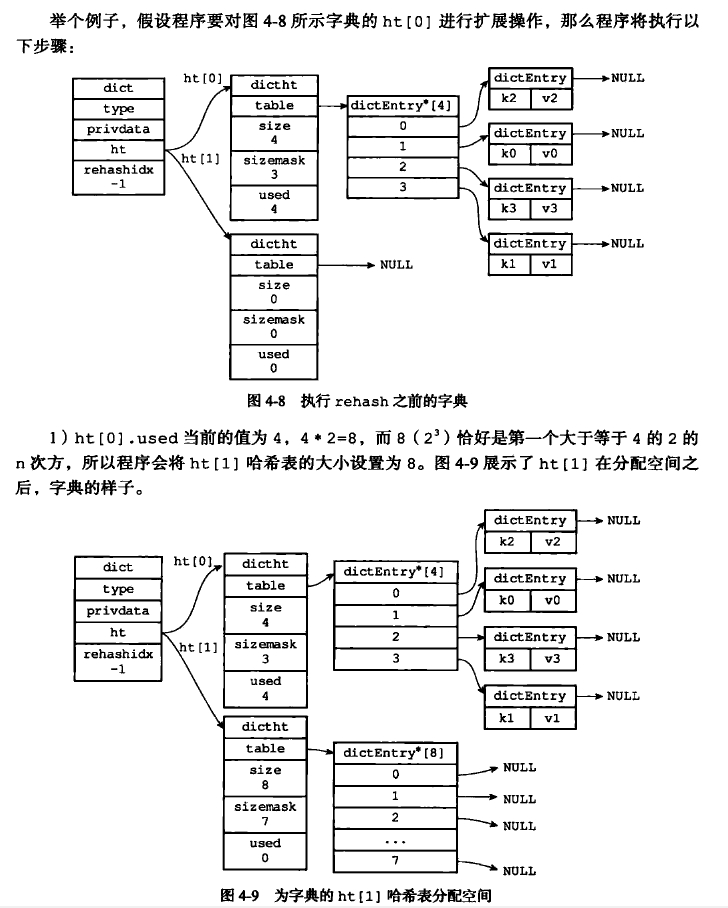 举个例子，假设程序要对图 4-8 所示字典的 ht[0] 进行扩展操作，那么程序将执行以
下步骤：
ht[0]
dict
type
privdata
ht
rehashidx
-1
ht[1]
dictht
table
size
4
sizemask
3
used
4
dictEntry*[4]
0
1
2
3
dictEntry
k2 v2
NULL
dictEntry
k0 v0
NULL
dictEntry
k3 v3
NULL
dictEntry
k1 v1
NULL
dictht
table
NULL
size
0
sizemask
0
used
0
图 4-8 执行 rehash 之前的字典
1）ht[0].used 当前的值为 4，4 * 2=8，而 8（2³）恰好是第一个大于等于 4 的 2 的
n 次方，所以程序会将 ht[1] 哈希表的大小设置为 8。图 4-9 展示了 ht[1] 在分配空间之
后，字典的样子。
ht[0]
dict
type
privdata
ht
rehashidx
-1
ht[1]
dictht
table
size
4
sizemask
3
used
4
dictEntry*[4]
0
1
2
3
dictEntry
k2 v2
NULL
dictEntry
k0 v0
NULL
dictEntry
k3 v3
NULL
dictEntry
k1 v1
NULL
dictht
table
size
8
sizemask
7
used
0
dictEntry*[8]
0
1
2
...
7
NULL
NULL
NULL
NULL
图 4-9 为字典的 ht[1] 哈希表分配空间